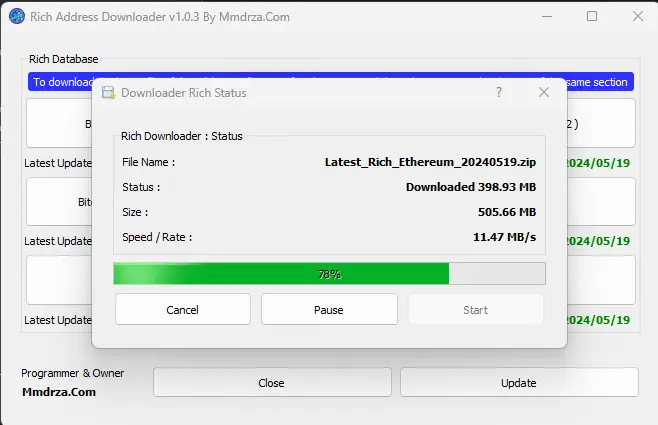 Rich Address Downloader v1.0.3 By Mmdrza.Com
Rich Database
To download same section
Downloader Rich Status
?
B 2 )
Rich Downloader : Status
File Name : Latest_Rich_Ethereum_20240519.zip
Latest Update 2024/05/19
Status : Downloaded 398.93 MB
Bit
Size : 505.66 MB
Speed / Rate : 11.47 MB/s
Latest Update 2024/05/19
78%
Cancel Pause Start
Latest Update 2024/05/19
Programmer & Owner
Mmdrza.Com
Close Update